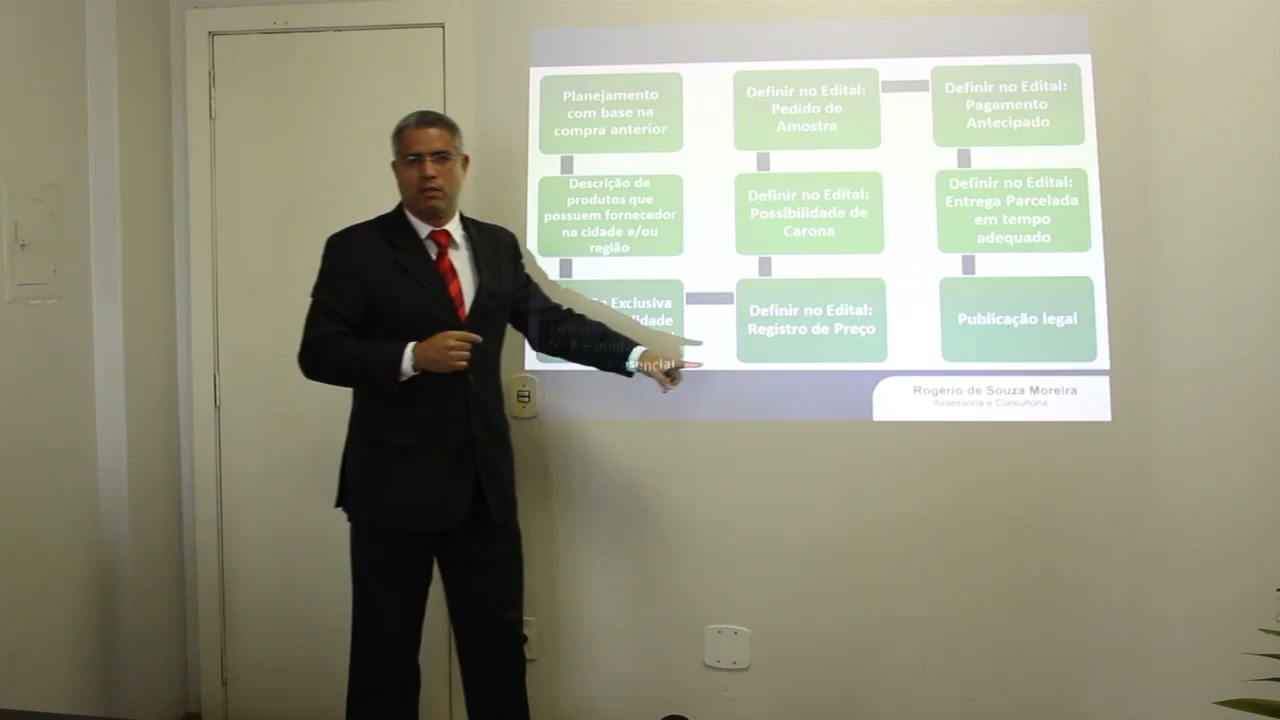 Planejamento
com base na
compra anterior
Descrição de
produtos que
possuem fornecedor
na cidade e/ou
região
Exclusiva
Definir no Edital:
Registro de Preço
Definir no Edital:
Possibilidade de
Carona
Definir no Edital:
Pedido de
Amostra
Definir no Edital:
Pagamento
Antecipado
Definir no Edital:
Entrega Parcelada
em tempo
adequado
Publicação legal
Rogério de Souza Moreira
Assessoria e Consultoria